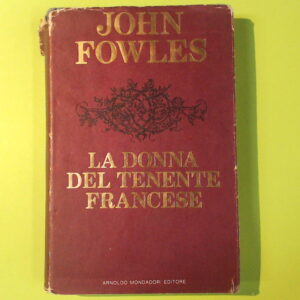 JOHN
FOWLES
LA DONNA
DEL TENENTE
FRANCESE
ARNOLDO MONDADORI EDITORE